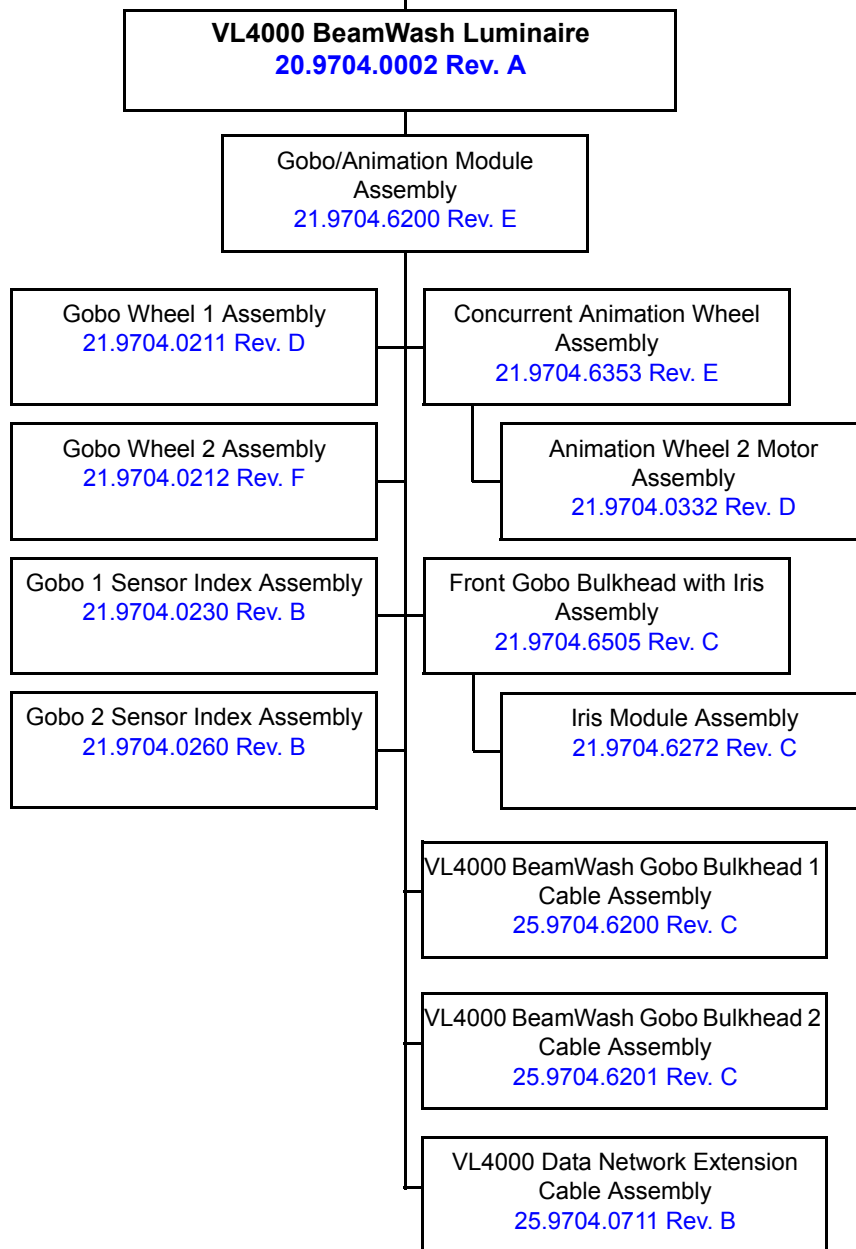 VL4000 BeamWash Luminaire
20.9704.0002 Rev. A
Gobo/Animation Module
Assembly
21.9704.6200 Rev. E
Gobo Wheel 1 Assembly
21.9704.0211 Rev. D
Concurrent Animation Wheel
Assembly
21.9704.6353 Rev. E
Gobo Wheel 2 Assembly
21.9704.0212 Rev. F
Animation Wheel 2 Motor
Assembly
21.9704.0332 Rev. D
Gobo 1 Sensor Index Assembly
21.9704.0230 Rev. B
Front Gobo Bulkhead with Iris
Assembly
21.9704.6505 Rev. C
Gobo 2 Sensor Index Assembly
21.9704.0260 Rev. B
Iris Module Assembly
21.9704.6272 Rev. C
VL4000 BeamWash Gobo Bulkhead 1
Cable Assembly
25.9704.6200 Rev. C
VL4000 BeamWash Gobo Bulkhead 2
Cable Assembly
25.9704.6201 Rev. C
VL4000 Data Network Extension
Cable Assembly
25.9704.0711 Rev. B